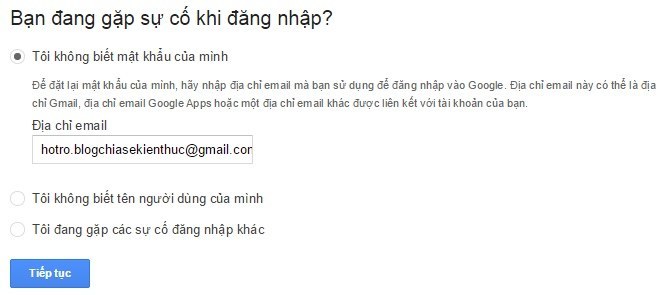 Bạn đang gặp sự cố khi đăng nhập?
Tôi không biết mật khẩu của mình
Để đặt lại mật khẩu của mình, hãy nhập địa chỉ email mà bạn sử dụng để đăng nhập vào Google. Địa chỉ email này có thể là địa
chỉ Gmail, địa chỉ email Google Apps hoặc một địa chỉ email khác được liên kết với tài khoản của bạn.
Địa chỉ email
hotro.blogchiasekienthuc@gmail.com
Tôi không biết tên người dùng của mình
Tôi đang gặp các sự cố đăng nhập khác
Tiếp tục